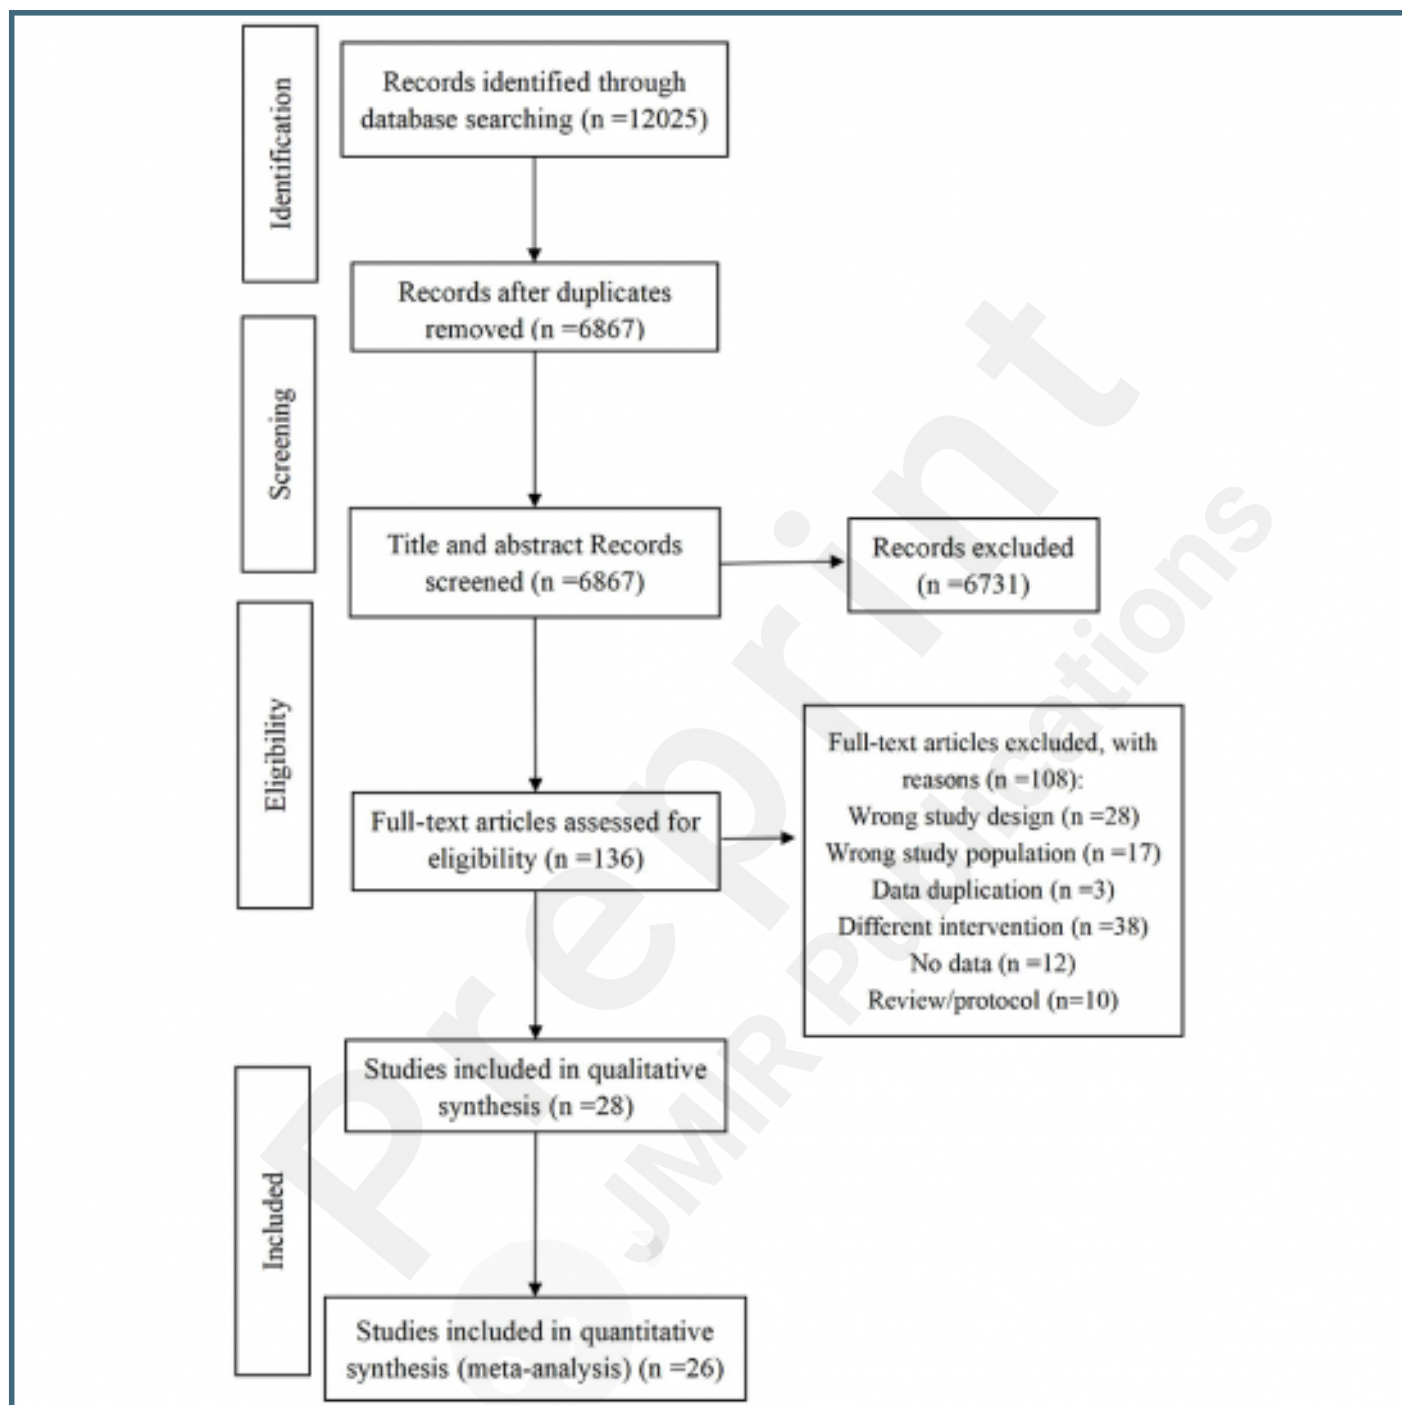 Identification
Records identified through
database searching (n =12025)
Records after duplicates
removed (n =6867)
Screening
Title and abstract Records
screened (n =6867)
Records excluded
(n =6731)
Eligibility
Full-text articles assessed for
eligibility (n =136)
Full-text articles excluded, with
reasons (n =108):
Wrong study design (n =28)
Wrong study population (n =17)
Data duplication (n =3)
Different intervention (n =38)
No data (n =12)
Review/protocol (n=10)
Included
Studies included in qualitative
synthesis (n =28)
Studies included in quantitative
synthesis (meta-analysis) (n =26)
Preprint
JMIR Publications